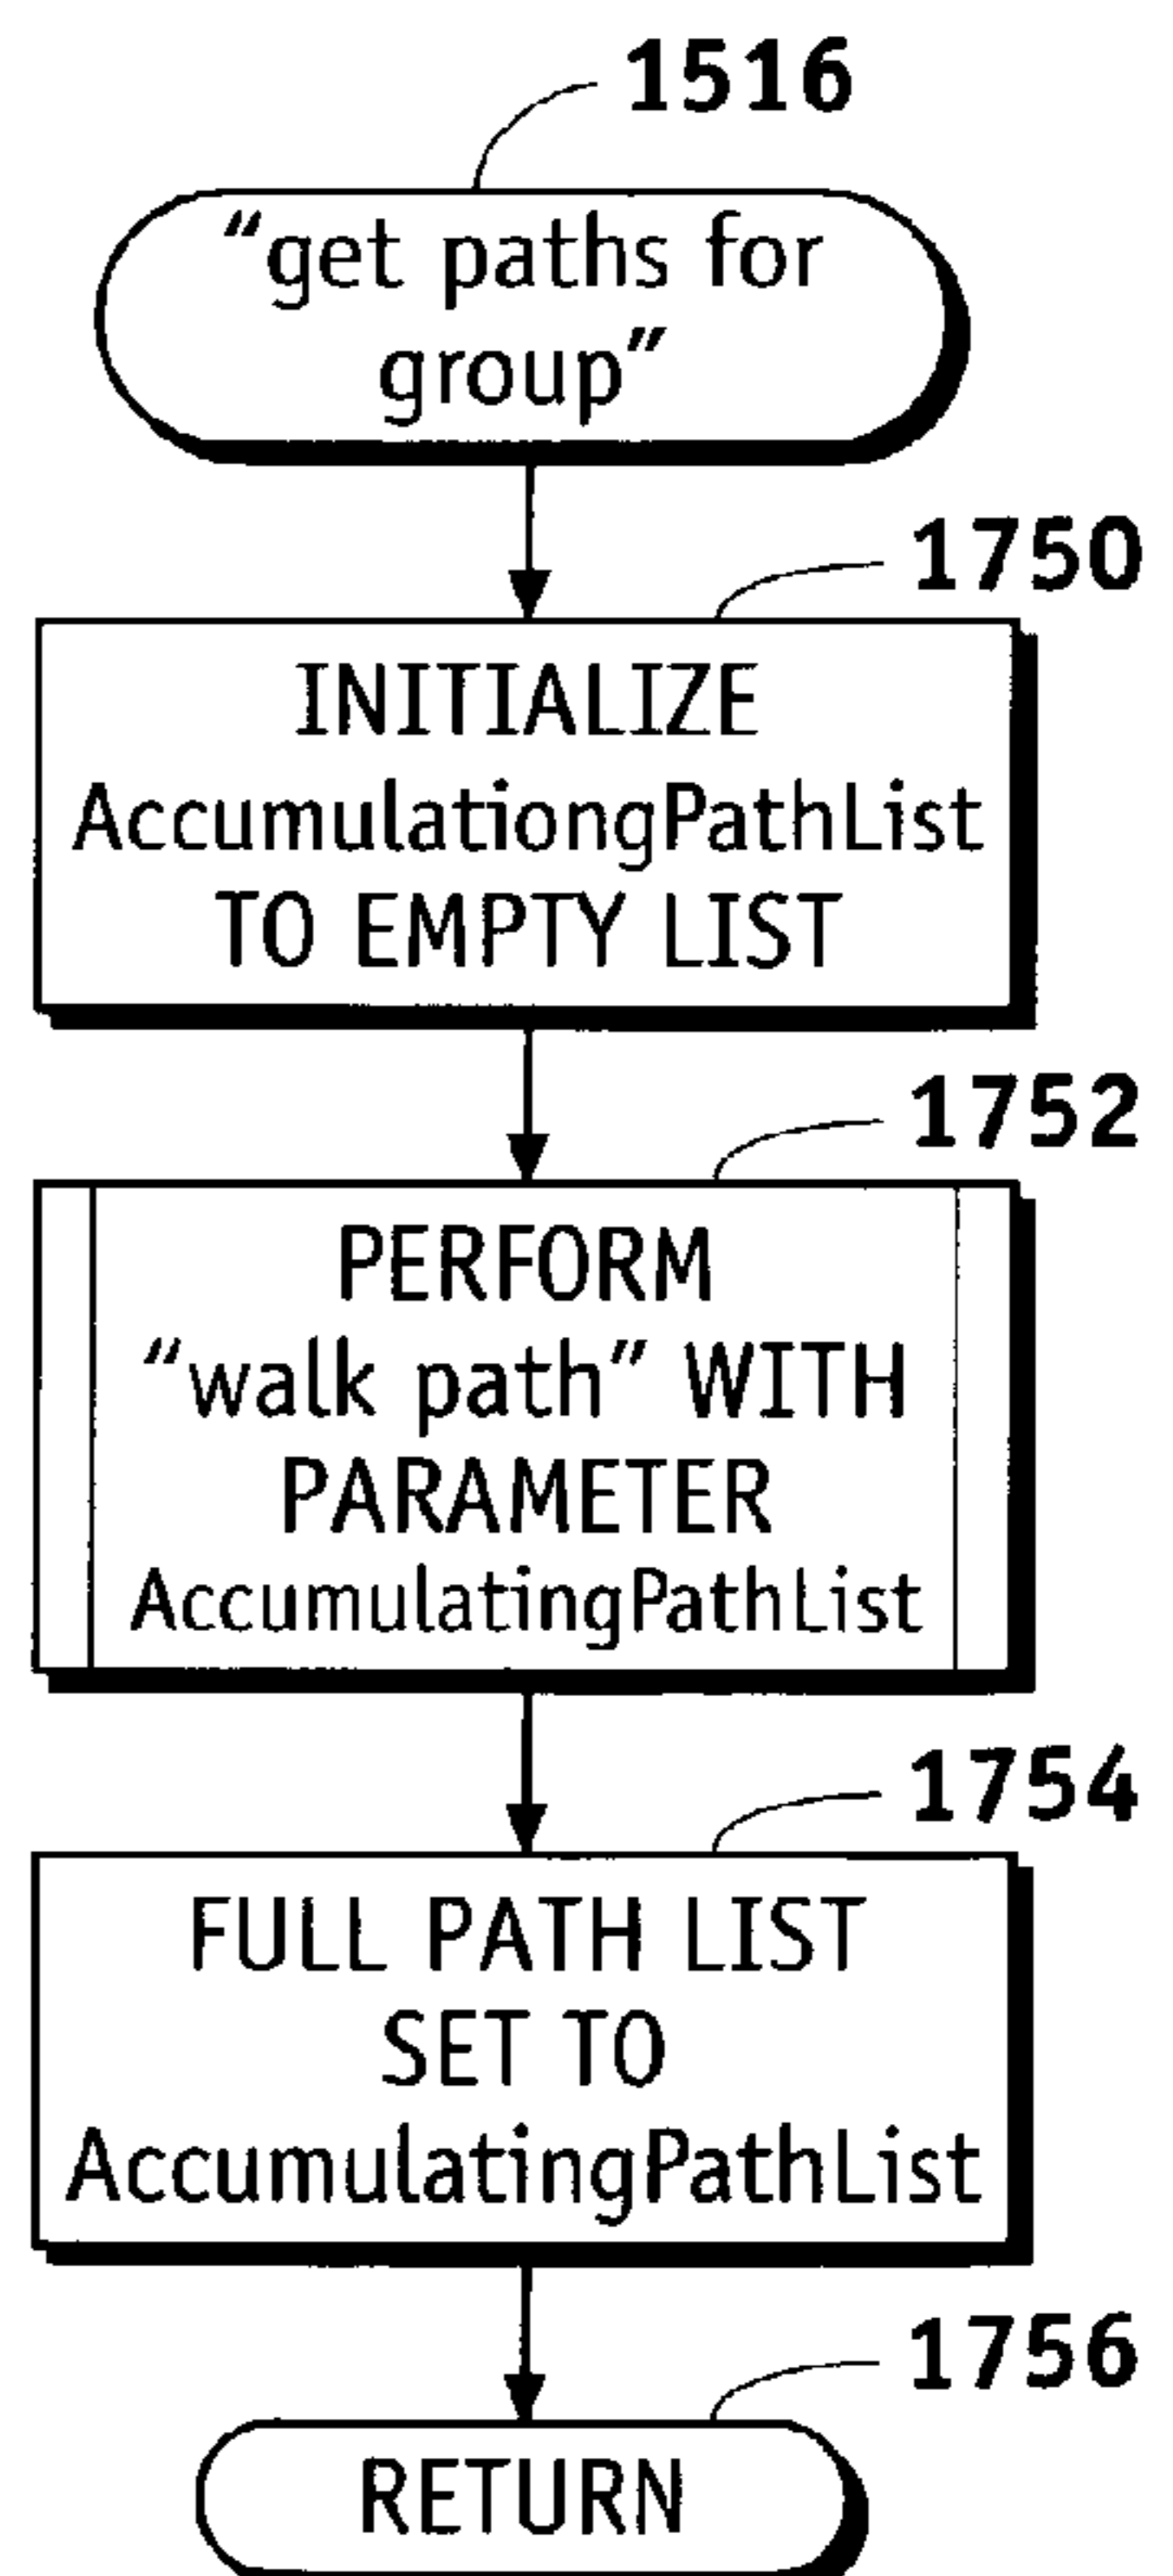 1516
“get paths for
group”
1750
INITIALIZE
AccumulationgPathList
TO EMPTY LIST
1752
PERFORM
“walk path” WITH
PARAMETER
AccumulatingPathList
1754
FULL PATH LIST
SET TO
AccumulatingPathList
1756
RETURN